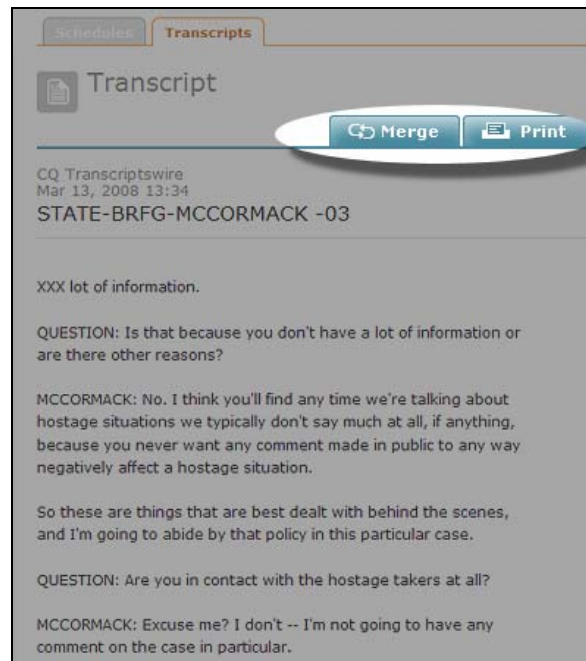 Schedules Transcripts
Transcript
Merge Print
CQ Transcriptswire
Mar 13, 2008 13:34
STATE-BRFG-MCCORMACK -03
XXX lot of information.
QUESTION: Is that because you don't have a lot of information or
are there other reasons?
MCCORMACK: No. I think you'll find any time we're talking about
hostage situations we typically don't say much at all, if anything,
because you never want any comment made in public to any way
negatively affect a hostage situation.
So these are things that are best dealt with behind the scenes,
and I'm going to abide by that policy in this particular case.
QUESTION: Are you in contact with the hostage takers at all?
MCCORMACK: Excuse me? I don't -- I'm not going to have any
comment on the case in particular.